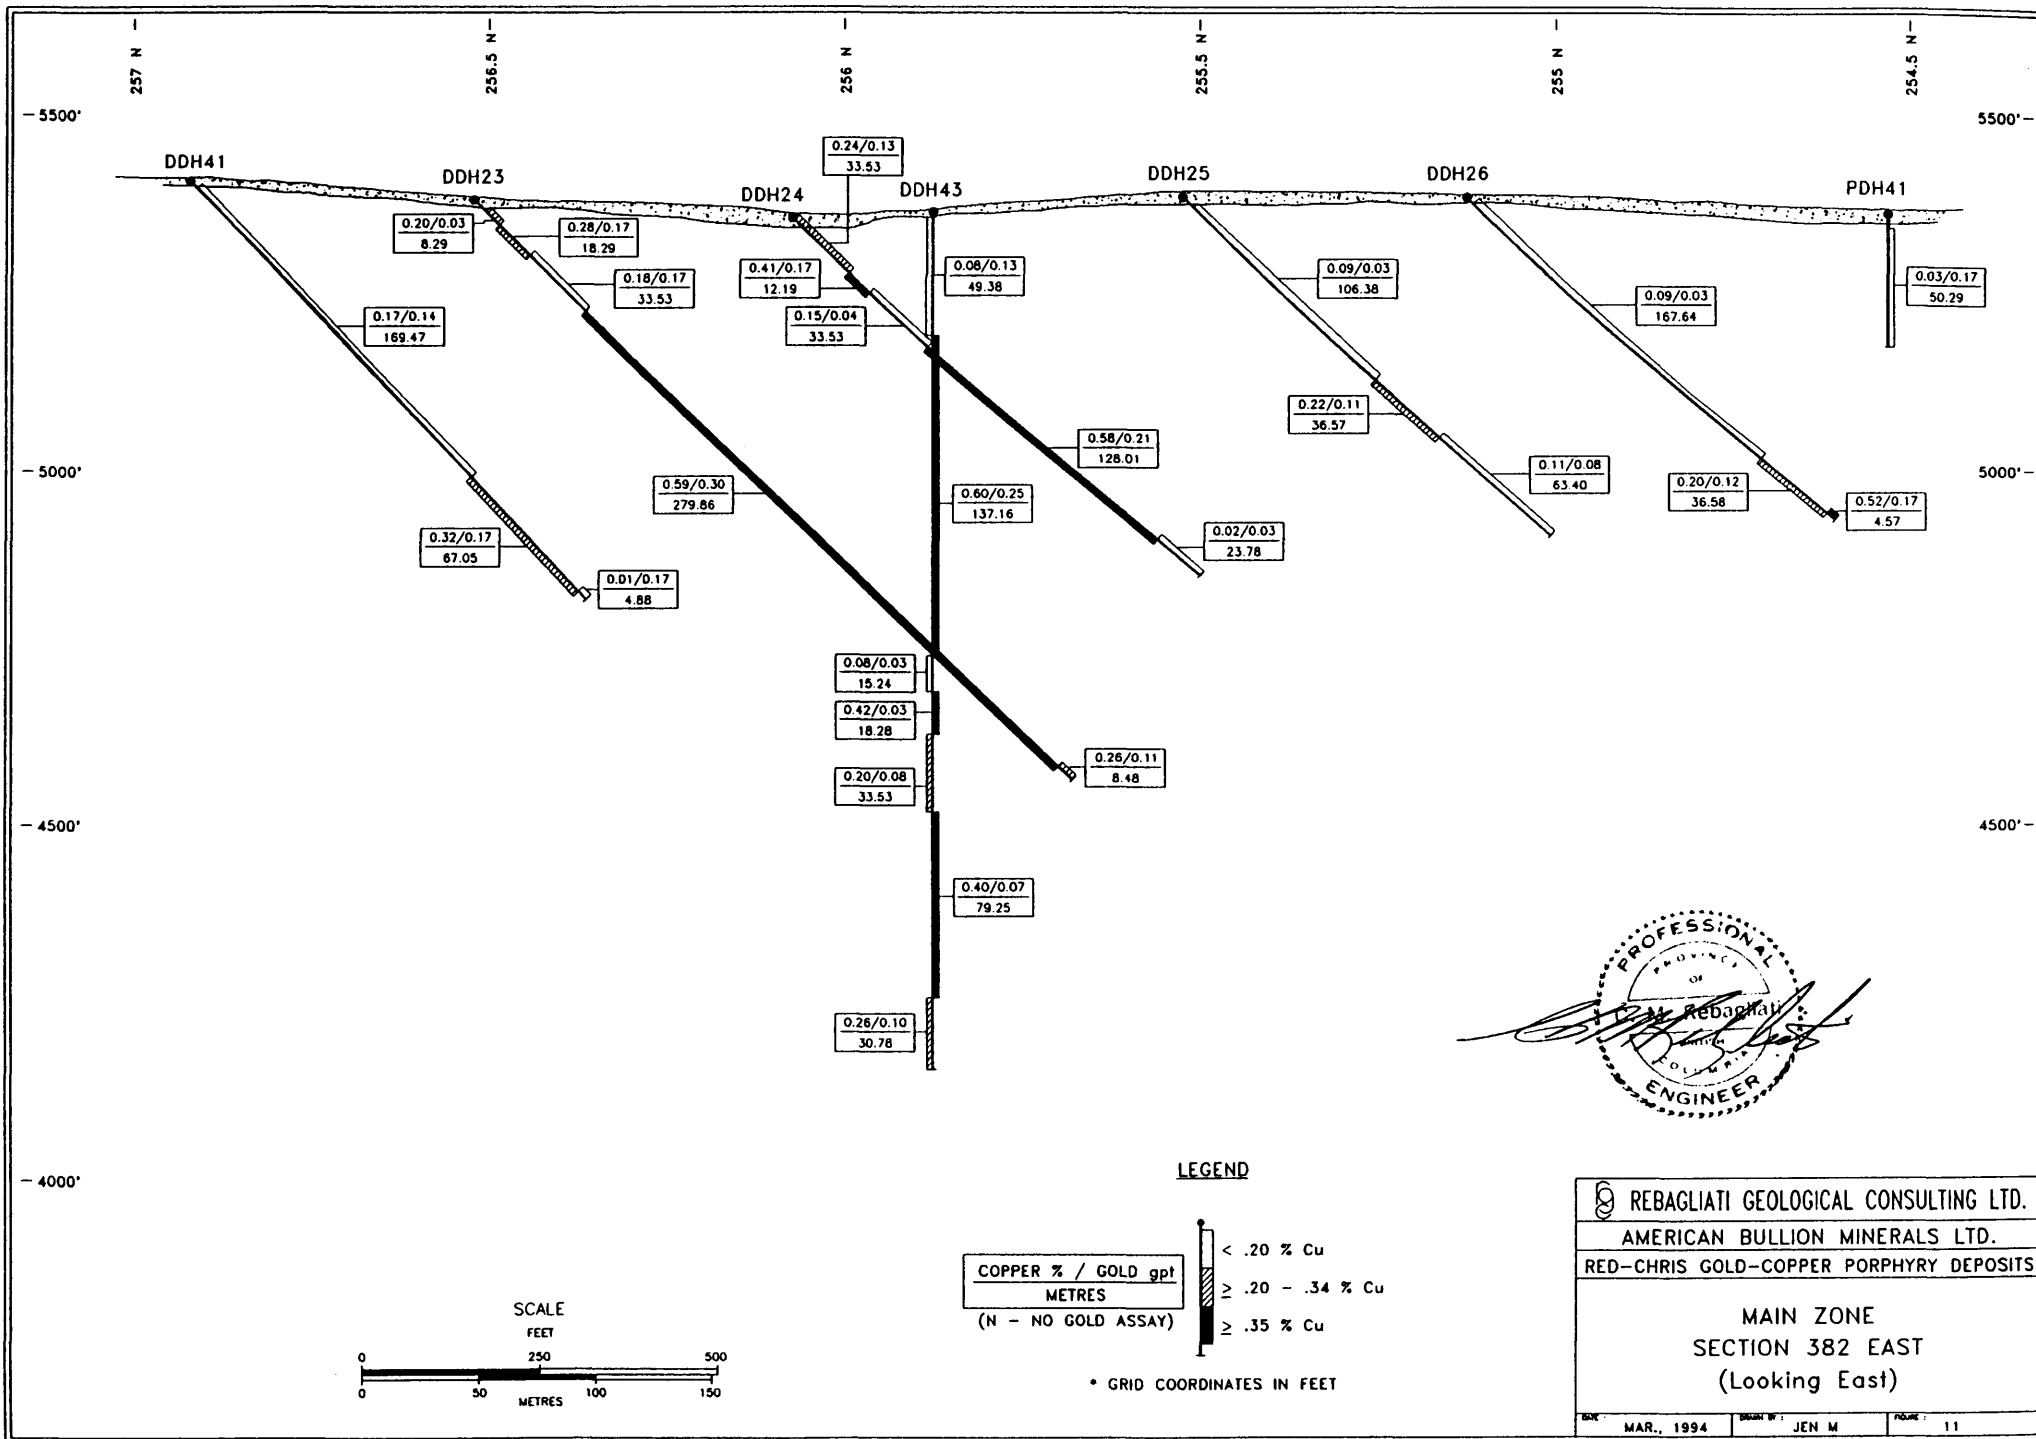 257 N
256.5 N
256 N
255.5 N
255 N
254.5 N
5500'
5500'
DDH41
DDH23
DDH24
DDH43
DDH25
DDH26
PDH41
0.24/0.13
33.53
0.20/0.03
8.29
0.28/0.17
18.29
0.18/0.17
33.53
0.41/0.17
12.19
0.15/0.04
33.53
0.08/0.13
49.38
0.09/0.03
106.38
0.09/0.03
167.64
0.03/0.17
50.29
0.17/0.14
169.47
0.22/0.11
36.57
0.58/0.21
128.01
5000'
5000'
0.59/0.30
279.86
0.60/0.25
137.16
0.11/0.08
63.40
0.20/0.12
36.58
0.52/0.17
4.57
0.32/0.17
67.05
0.02/0.03
23.78
0.01/0.17
4.88
0.08/0.03
15.24
0.42/0.03
18.28
0.20/0.08
33.53
0.26/0.11
8.48
4500'
4500'
0.40/0.07
79.25
0.26/0.10
30.78
PROFESSIONAL
PROVINCE
OF
C. M. Rebagliati
COLUMBIA
ENGINEER
4000'
LEGEND
COPPER % / GOLD gpt
METRES
(N - NO GOLD ASSAY)
< .20 % Cu
≥ .20 - .34 % Cu
≥ .35 % Cu
* GRID COORDINATES IN FEET
SCALE
FEET
0 250 500
0 50 100 150
METRES
REBAGLIATI GEOLOGICAL CONSULTING LTD.
AMERICAN BULLION MINERALS LTD.
RED-CHRIS GOLD-COPPER PORPHYRY DEPOSITS
MAIN ZONE
SECTION 382 EAST
(Looking East)
DATE : MAR., 1994
DRAWN BY : JEN M
FIGURE : 11